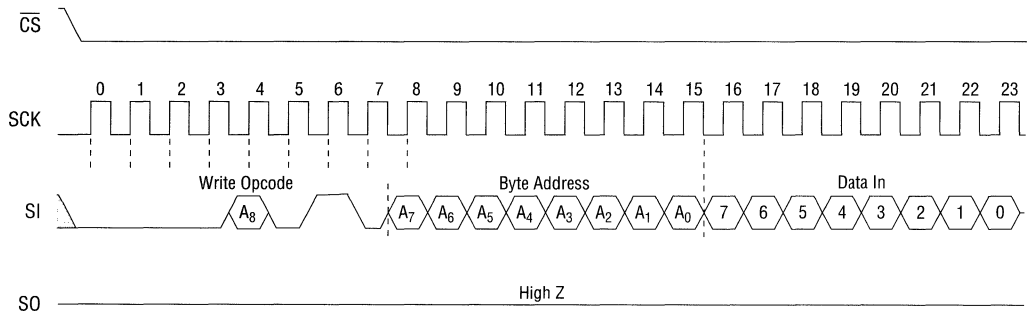 CS
0 1 2 3 4 5 6 7 8 9 10 11 12 13 14 15 16 17 18 19 20 21 22 23
SCK
Write Opcode Byte Address Data In
SI A8 A7 A6 A5 A4 A3 A2 A1 A0 7 6 5 4 3 2 1 0
High Z
SO